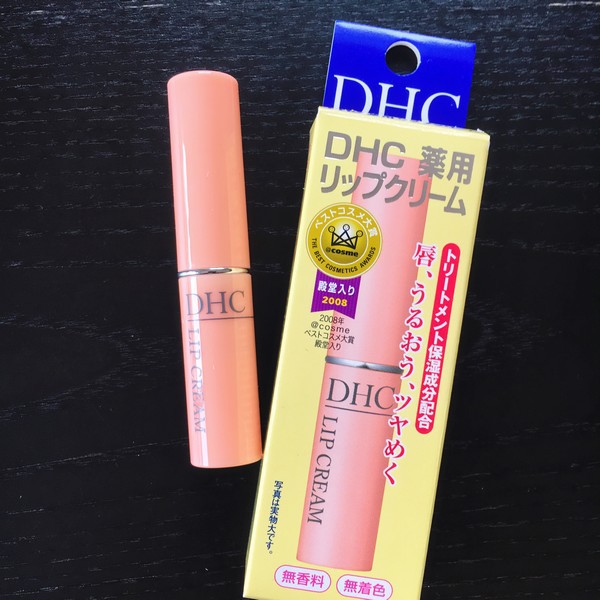 DHC
LIP CREAM
DHC
DHC 薬用
リップクリーム
ベストコスメ大賞
@cosme
THE BEST COSMETICS AWARDS
殿堂入り
2008
2008年
@cosme
ベストコスメ大賞
殿堂入り
トリートメント保湿成分配合
唇、うるおう、ツヤめく
DHC
LIP CREAM
写真は実物大です。
無香料
無着色